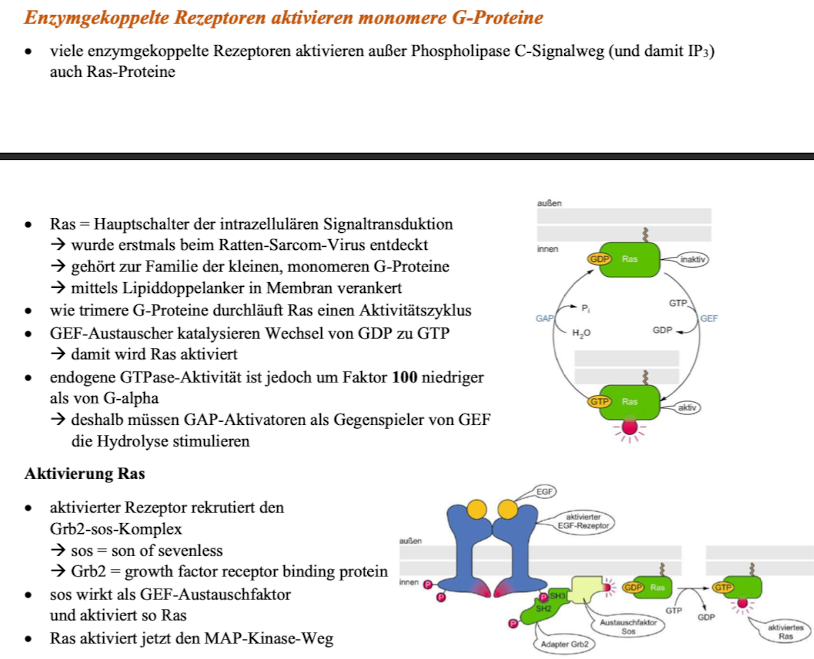 Enzymgekoppelte Rezeptoren aktivieren monomere G-Proteine
• viele enzymgekoppelte Rezeptoren aktivieren außer Phospholipase C-Signalweg (und damit IP3)
auch Ras-Proteine
• Ras = Hauptschalter der intrazellulären Signaltransduktion
→ wurde erstmals beim Ratten-Sarcom-Virus entdeckt
→ gehört zur Familie der kleinen, monomeren G-Proteine
→ mittels Lipiddoppelanker in Membran verankert
• wie trimere G-Proteine durchläuft Ras einen Aktivitätszyklus
• GEF-Austauscher katalysieren Wechsel von GDP zu GTP
→ damit wird Ras aktiviert
• endogene GTPase-Aktivität ist jedoch um Faktor 100 niedriger
als von G-alpha
→ deshalb müssen GAP-Aktivatoren als Gegenspieler von GEF
die Hydrolyse stimulieren
außen
innen
GDP Ras
inaktiv
GAP
Pi
H2O
GTP
GDP
GEF
GTP Ras
aktiv
Aktivierung Ras
• aktivierter Rezeptor rekrutiert den
Grb2-sos-Komplex
→ sos = son of sevenless
→ Grb2 = growth factor receptor binding protein
• sos wirkt als GEF-Austauschfaktor
und aktiviert so Ras
• Ras aktiviert jetzt den MAP-Kinase-Weg
EGF
aktivierter
EGF-Rezeptor
außen
innen
P
P
P
P
SH3
SH2
Adapter Grb2
Austauschfaktor
Sos
GDP Ras
GTP
GDP
GTP
aktiviertes
Ras